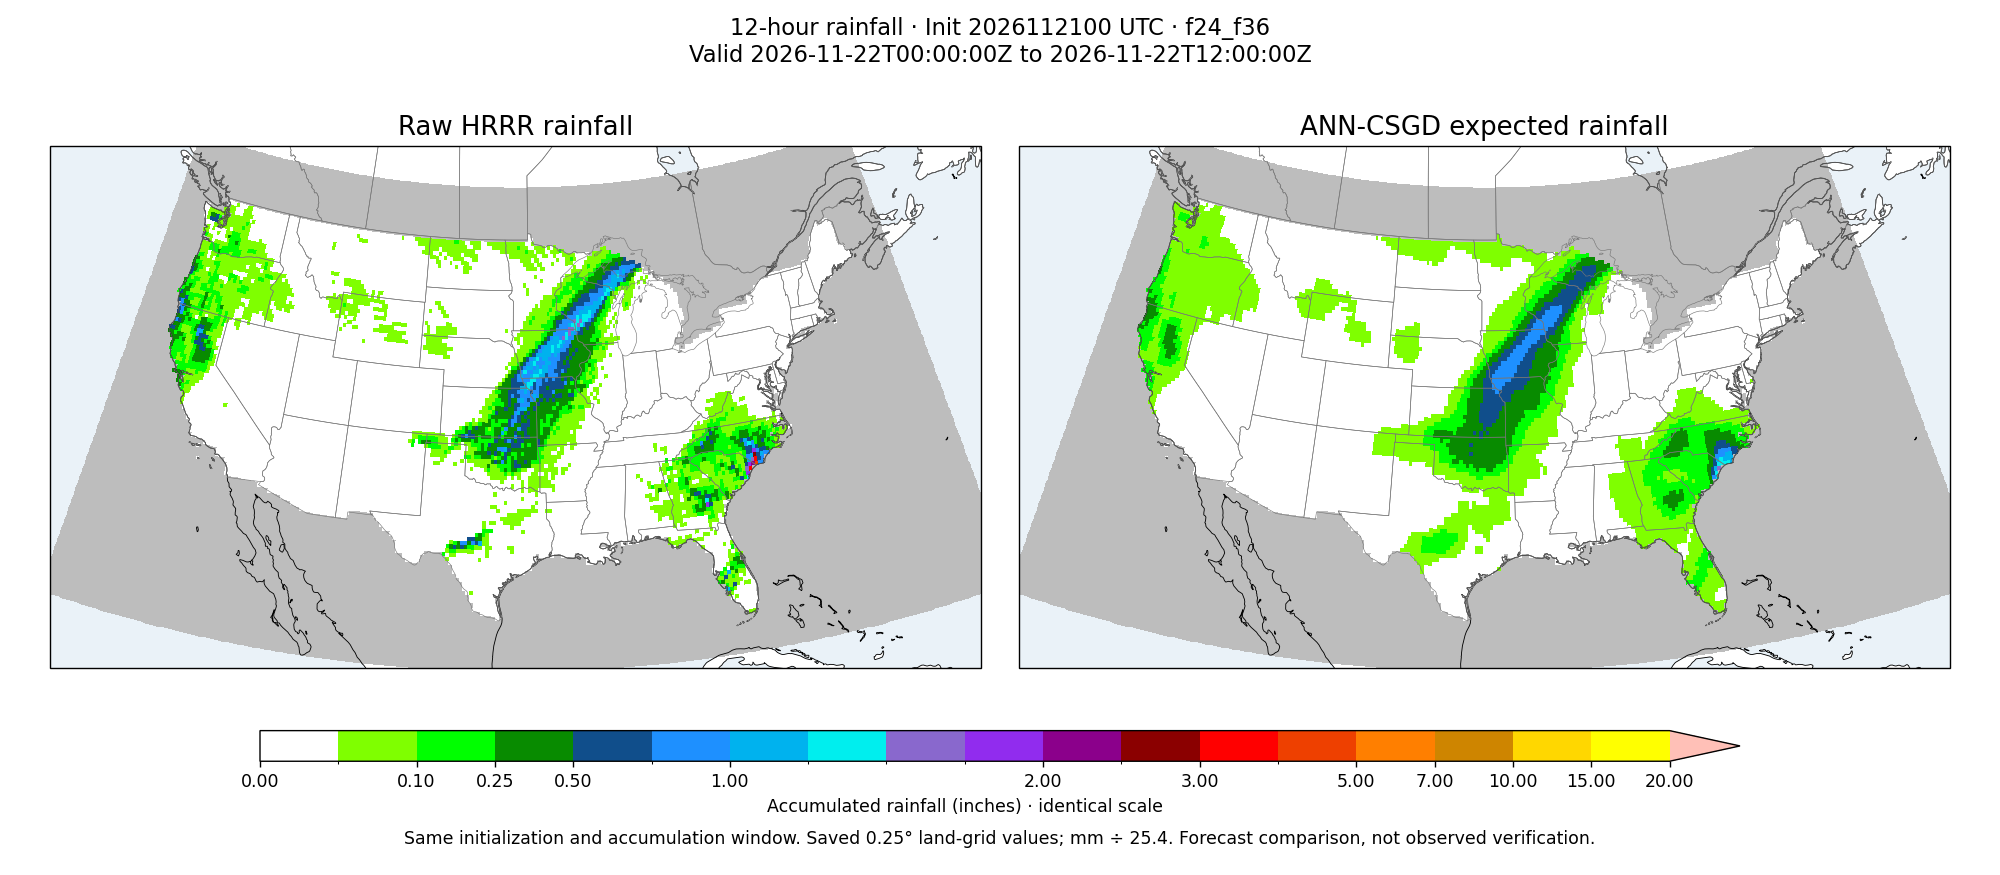 12-hour rainfall · Init 2026112100 UTC · f24_f36
Valid 2026-11-22T00:00:00Z to 2026-11-22T12:00:00Z
Raw HRRR rainfall
ANN-CSGD expected rainfall
0.00 0.10 0.25 0.50 1.00 2.00 3.00 5.00 7.00 10.00 15.00 20.00
Accumulated rainfall (inches) · identical scale
Same initialization and accumulation window. Saved 0.25° land-grid values; mm ÷ 25.4. Forecast comparison, not observed verification.